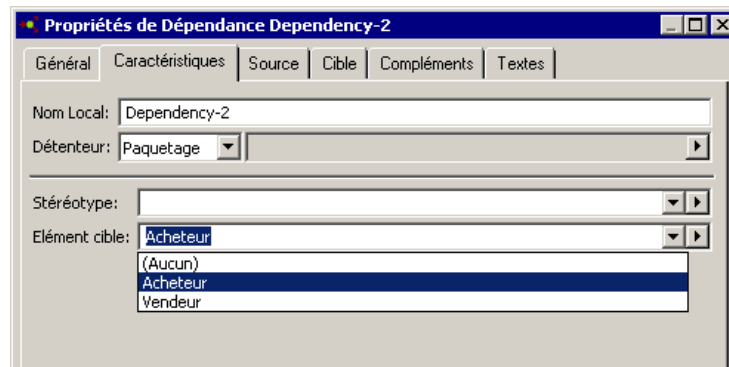 Propriétés de Dépendance Dependency-2
Général Caractéristiques Source Cible Compléments Textes
Nom Local: Dependency-2
Détenteur: Paquetage
Stéréotype:
Elément cible: Acheteur
(Aucun)
Acheteur
Vendeur